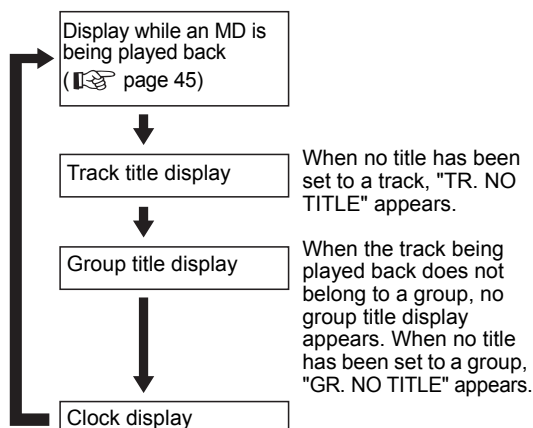 Display while an MD is
being played back
( page 45)
Track title display
When no title has been
set to a track, "TR. NO
TITLE" appears.
Group title display
When the track being
played back does not
belong to a group, no
group title display
appears. When no title
has been set to a group,
"GR. NO TITLE" appears.
Clock display